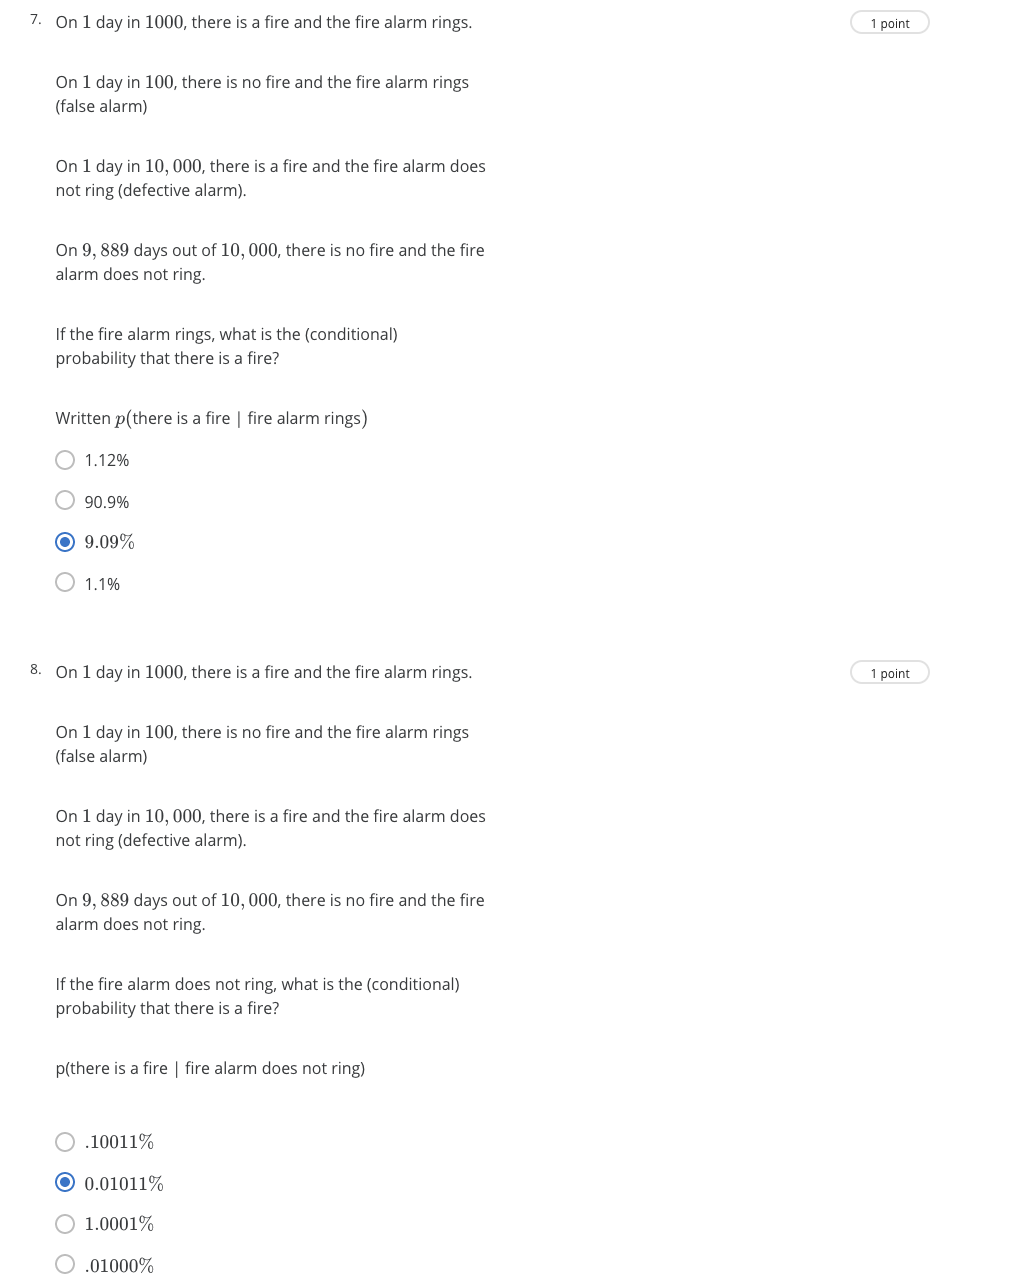 7. On 1 day in 1000, there is a fire and the fire alarm rings.
1 point
On 1 day in 100, there is no fire and the fire alarm rings
(false alarm)
On 1 day in 10, 000, there is a fire and the fire alarm does
not ring (defective alarm).
On 9, 889 days out of 10, 000, there is no fire and the fire
alarm does not ring.
If the fire alarm rings, what is the (conditional)
probability that there is a fire?
Written p(there is a fire | fire alarm rings)
1.12%
90.9%
9.09%
1.1%
8. On 1 day in 1000, there is a fire and the fire alarm rings.
1 point
On 1 day in 100, there is no fire and the fire alarm rings
(false alarm)
On 1 day in 10, 000, there is a fire and the fire alarm does
not ring (defective alarm).
On 9, 889 days out of 10, 000, there is no fire and the fire
alarm does not ring.
If the fire alarm does not ring, what is the (conditional)
probability that there is a fire?
p(there is a fire | fire alarm does not ring)
.10011%
0.01011%
1.0001%
.01000%